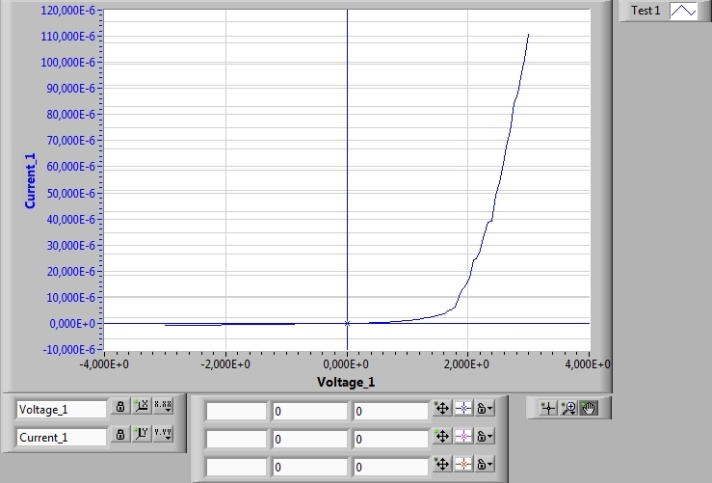 Test 1
120,000E-6
110,000E-6
100,000E-6
90,000E-6
80,000E-6
70,000E-6
60,000E-6
50,000E-6
40,000E-6
30,000E-6
20,000E-6
10,000E-6
0,000E+0
-10,000E-6
Current_1
-4,000E+0 -2,000E+0 0,000E+0 2,000E+0 4,000E+0
Voltage_1
Voltage_1
Current_1
0 0
0 0
0 0